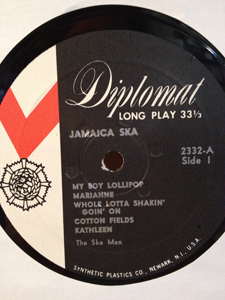 Diplomat
LONG PLAY 33⅓
JAMAICA SKA
2332-A
Side 1
MY BOY LOLLIPOP
MARIANNE
WHOLE LOTTA SHAKIN'
GOIN' ON
COTTON FIELDS
KATHLEEN
The Ska Men
SYNTHETIC PLASTICS CO., NEWARK, N.J., U.S.A.